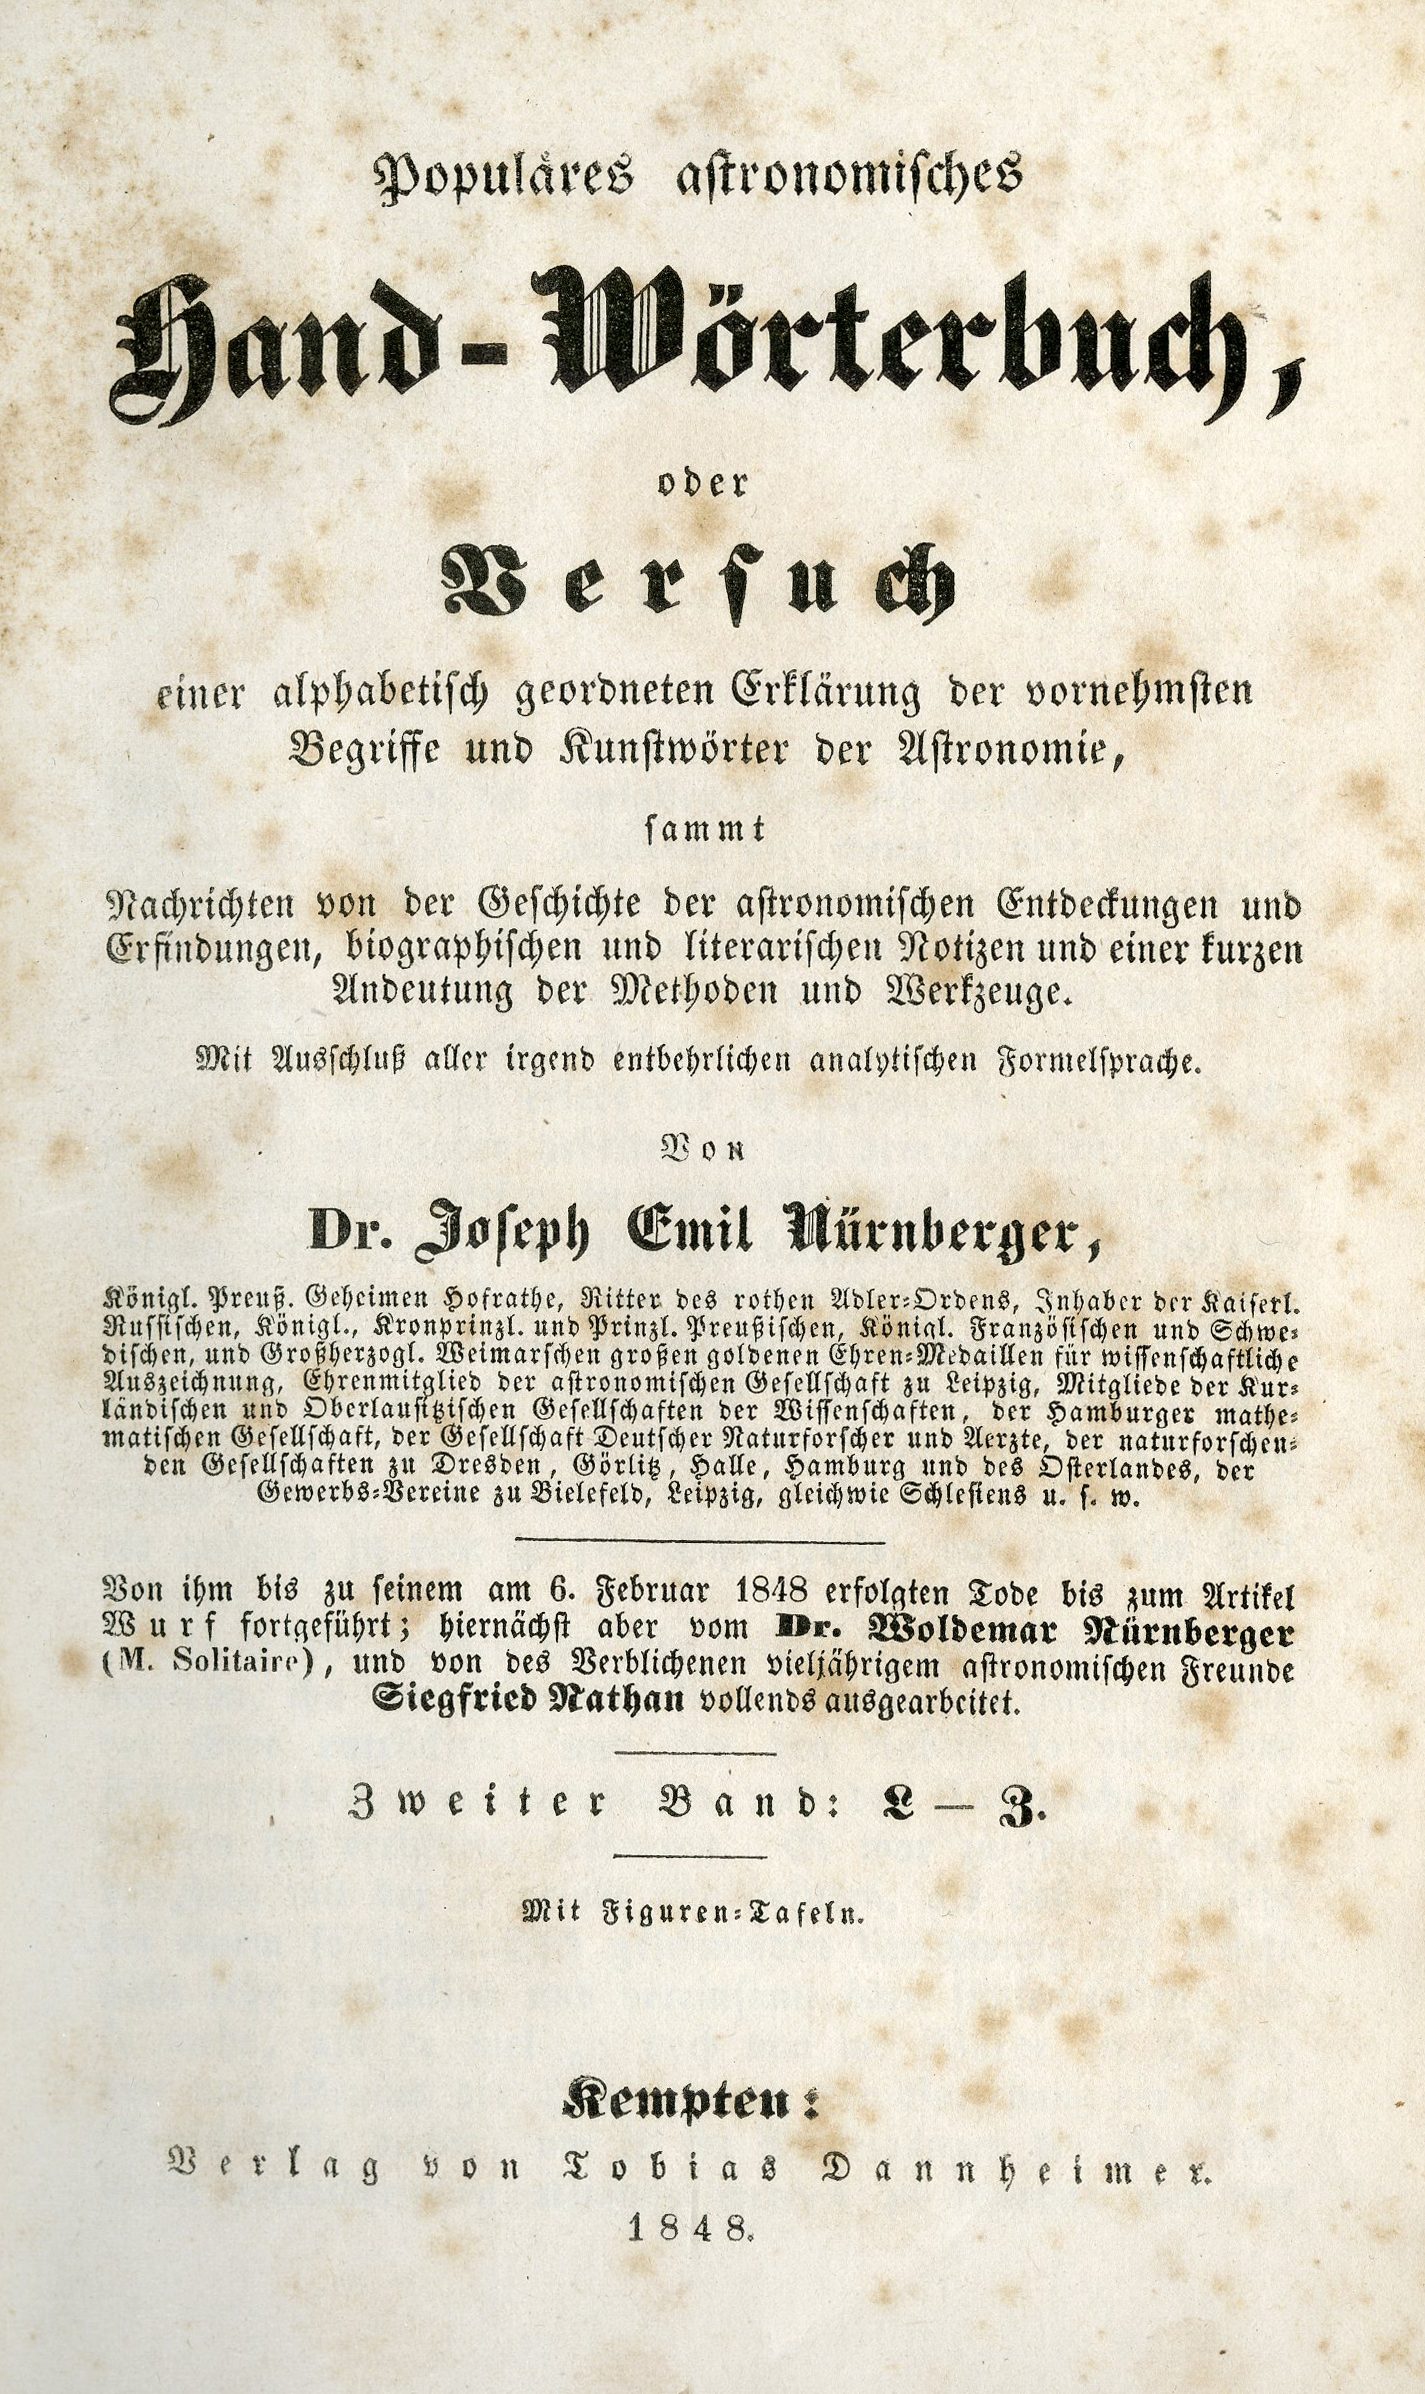 Populäres astronomisches
Hand-Wörterbuch,
oder
Versuch
einer alphabetisch geordneten Erklärung der vornehmsten
Begriffe und Kunstwörter der Astronomie,
sammt
Nachrichten von der Geschichte der astronomischen Entdeckungen und
Erfindungen, biographischen und literarischen Notizen und einer kurzen
Andeutung der Methoden und Werkzeuge.
Mit Ausschluß aller irgend entbehrlichen analytischen Formelsprache.
Von
Dr. Joseph Emil Nürnberger,
Königl. Preuß. Geheimen Hofrathe, Ritter des rothen Adler-Ordens, Inhaber der Kaiserl.
Russischen, Königl., Kronprinzl. und Prinzl. Preußischen, Königl. Französischen und Schwe-
dischen, und Großherzogl. Weimarschen großen goldenen Ehren-Medaillen für wissenschaftliche
Auszeichnung, Ehrenmitglied der astronomischen Gesellschaft zu Leipzig, Mitgliede der Kur-
ländischen und Oberlausitzischen Gesellschaften der Wissenschaften, der Hamburger mathe-
matischen Gesellschaft, der Gesellschaft Deutscher Naturforscher und Aerzte, der naturforschen-
den Gesellschaften zu Dresden, Görlitz, Halle, Hamburg und des Osterlandes, der
Gewerbs-Vereine zu Bielefeld, Leipzig, gleichwie Schlesiens u. s. w.
Von ihm bis zu seinem am 6. Februar 1848 erfolgten Tode bis zum Artikel
Wurf fortgeführt; hiernächst aber vom Dr. Woldemar Nürnberger
(M. Solitaire), und von des Verblichenen vieljährigem astronomischen Freunde
Siegfried Nathan vollends ausgearbeitet.
Zweiter Band: L — Z.
Mit Figuren-Tafeln.
Kempten:
Verlag von Tobias Dannheimer.
1848.